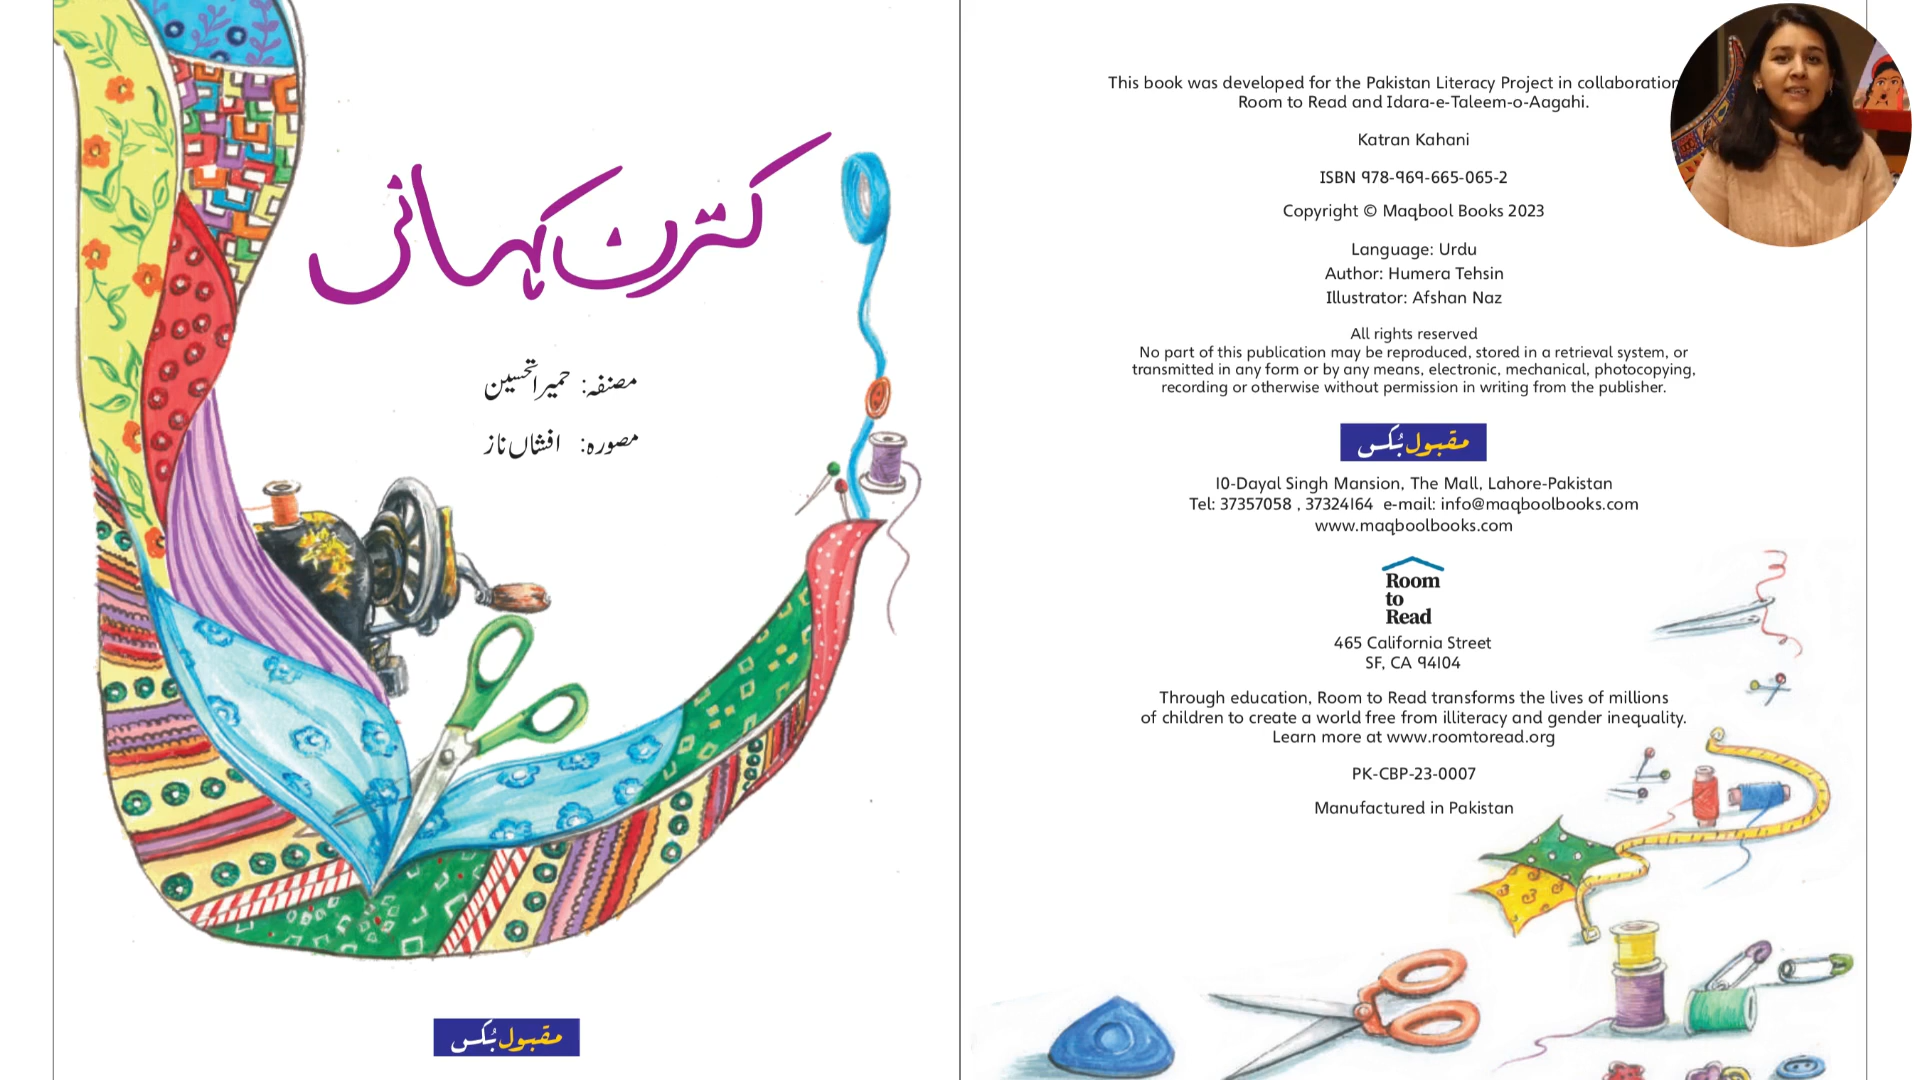 کترن کہانی
مصنفہ: حمیرا تحسین
مصورہ: افشاں ناز
مقبول بُکس
This book was developed for the Pakistan Literacy Project in collaboration
Room to Read and Idara-e-Taleem-o-Aagahi.
Katran Kahani
ISBN 978-969-665-065-2
Copyright © Maqbool Books 2023
Language: Urdu
Author: Humera Tehsin
Illustrator: Afshan Naz
All rights reserved
No part of this publication may be reproduced, stored in a retrieval system, or
transmitted in any form or by any means, electronic, mechanical, photocopying,
recording or otherwise without permission in writing from the publisher.
مقبول بُکس
10-Dayal Singh Mansion, The Mall, Lahore-Pakistan
Tel: 37357058 , 37324164 e-mail: info@maqboolbooks.com
www.maqboolbooks.com
Room
to
Read
465 California Street
SF, CA 94104
Through education, Room to Read transforms the lives of millions
of children to create a world free from illiteracy and gender inequality.
Learn more at www.roomtoread.org
PK-CBP-23-0007
Manufactured in Pakistan